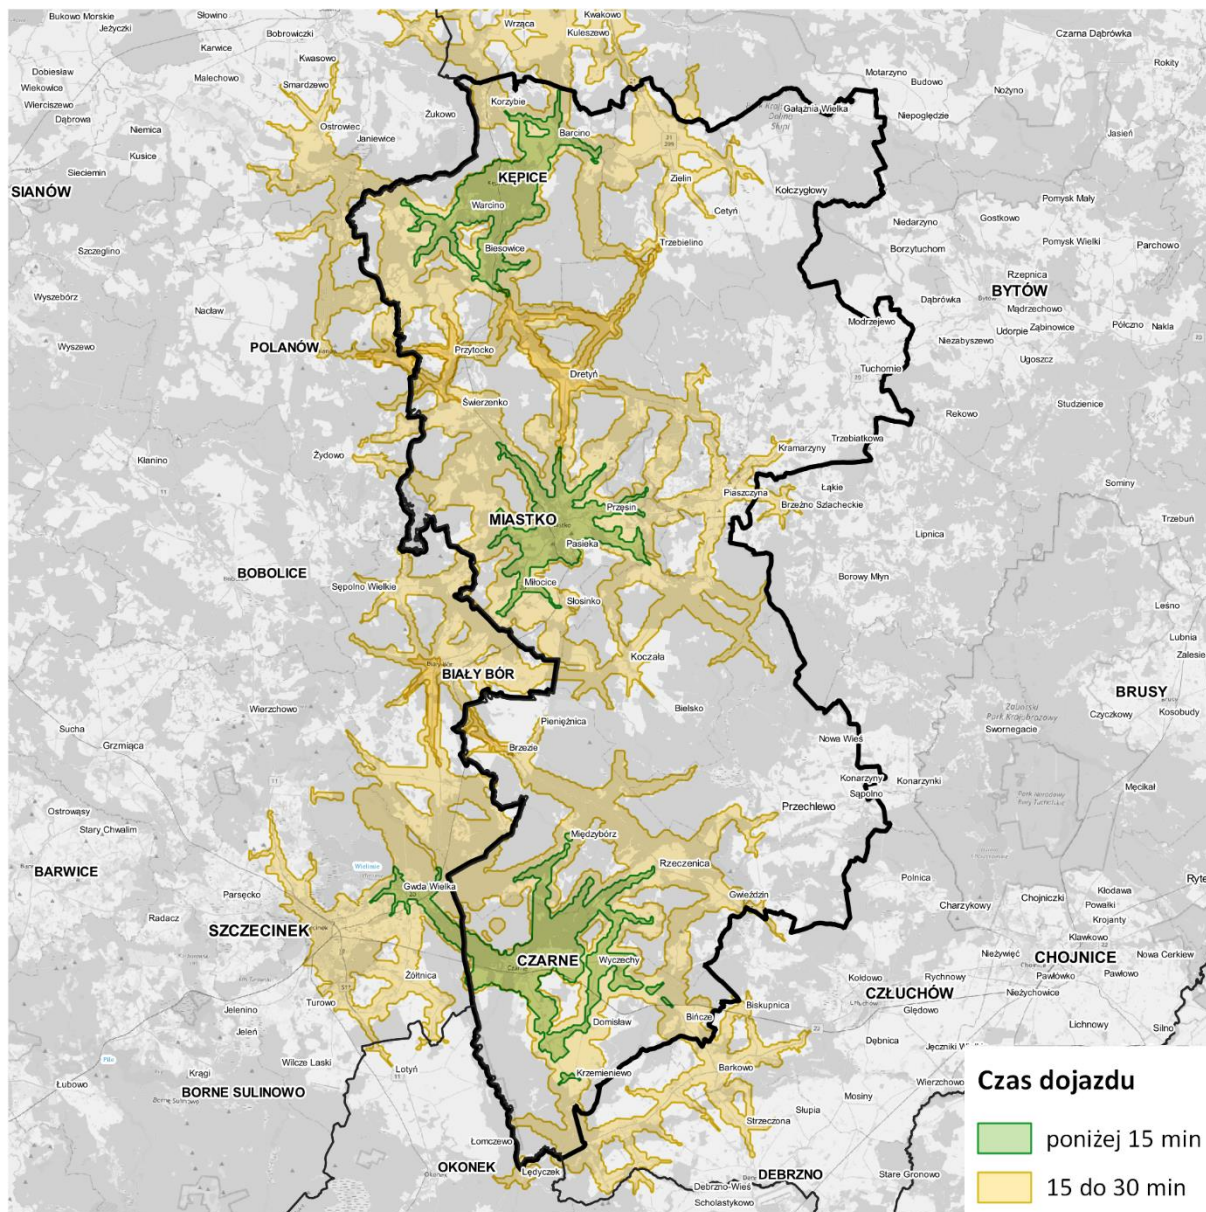 Bukowo Morskie
Słowino
Jeżyczki
Bobrowiczki
Karwice
Wrząca
Kwakowo
Kuleszewo
Czarna Dąbrówka
Kwasowo
Dobiesław
Wiekowice
Malechowo
Smardzewo
Motarzyno
Budowo
Rokity
Nożyno
Wierciszewo
Dąbrowa
Żukowo
Korzybie
Gałąźnia Wielka
Niepoględzie
Niemica
Ostrowiec
Janiewice
Barcino
Jasień
Kusice
Sieciemin
SIANÓW
KĘPICE
Zielin
Kołczygłowy
Warcino
Cetyń
Pomysk Mały
Niedarzyno
Gostkowo
Szczeglino
Biesowice
Trzebielino
Borzytuchom
Pomysk Wielki
Parchowo
Rzepnica
BYTÓW
Wyszebórz
Nacław
Dąbrówka
Mądrzechowo
Modrzejewo
Udorpie
Ząbinowice
Półczno
Nakla
Wyszewo
POLANÓW
Przytocko
Niezabyszewo
Ugoszcz
Dretyń
Tuchomie
Świerzenko
Studzienice
Rekowo
Żydowo
Kramarzyny
Trzebiatkowa
Kłanino
Łąkie
Sominy
Piaszczyna
Brzeźno Szlacheckie
MIASTKO
Przęsin
Trzebuń
Pasieka
Lipnica
BOBOLICE
Sępolno Wielkie
Miłocice
Borowy Młyn
Słosinko
Leśno
Lubnia
Zalesie
Koczała
BIAŁY BÓR
BRUSY
Wierzchowo
Pieniężnica
Bielsko
Zaborski
Park Krajobrazowy
Czyczkowy
Kosobudy
Sucha
Grzmiąca
Brzezie
Nowa Wieś
Swornegacie
Konarzyny
Konarzynki
Sąpolno
Męcikał
Ostrowąsy
Przechlewo
Stary Chwalim
Międzybórz
BARWICE
Rzeczenica
Gwda Wielka
Polnica
Parsęcko
Gwieździn
Chojniczki
Kłodawa
Powałki
Charzykowy
Krojanty
Radacz
SZCZECINEK
CZARNE
Wyczechy
Klawkowo
Nieżywięć
CHOJNICE
Nowa Cerkiew
Żółtnica
Kołdowo
Rychnowy
Pawłówko
Pawłowo
Turowo
CZŁUCHÓW
Nieżychowice
Jelenino
Biskupnica
Głędowo
Jeleń
Domisław
Bińcze
Lichnowy
Silno
Dębnica
Wilcze Laski
Krągi
Lotyń
Krzemieniewo
Barkowo
Łubowo
BORNE SULINOWO
Wierzchowo
Mosiny
Słupia
Strzeczona
Łomczewo
OKONEK
Lędyczek
DEBRZNO
Stare Gronowo
Debrzno-Wieś
Scholastykowo
Czas dojazdu
poniżej 15 min
15 do 30 min